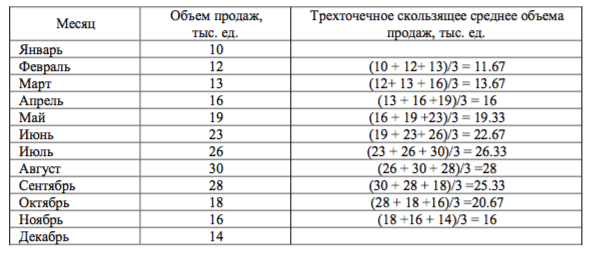 Месяц Объем продаж, тыс. ед. Трехточечное скользящее среднее объема продаж, тыс. ед.
Январь 10
Февраль 12 (10 + 12+ 13)/3 = 11.67
Март 13 (12+ 13 + 16)/3 = 13.67
Апрель 16 (13 + 16 +19)/3 = 16
Май 19 (16 + 19 +23)/3 = 19.33
Июнь 23 (19 + 23+ 26)/3 = 22.67
Июль 26 (23 + 26 + 30)/3 = 26.33
Август 30 (26 + 30 + 28)/3 =28
Сентябрь 28 (30 + 28 + 18)/3 =25.33
Октябрь 18 (28 + 18 +16)/3 =20.67
Ноябрь 16 (18 +16 + 14)/3 = 16
Декабрь 14